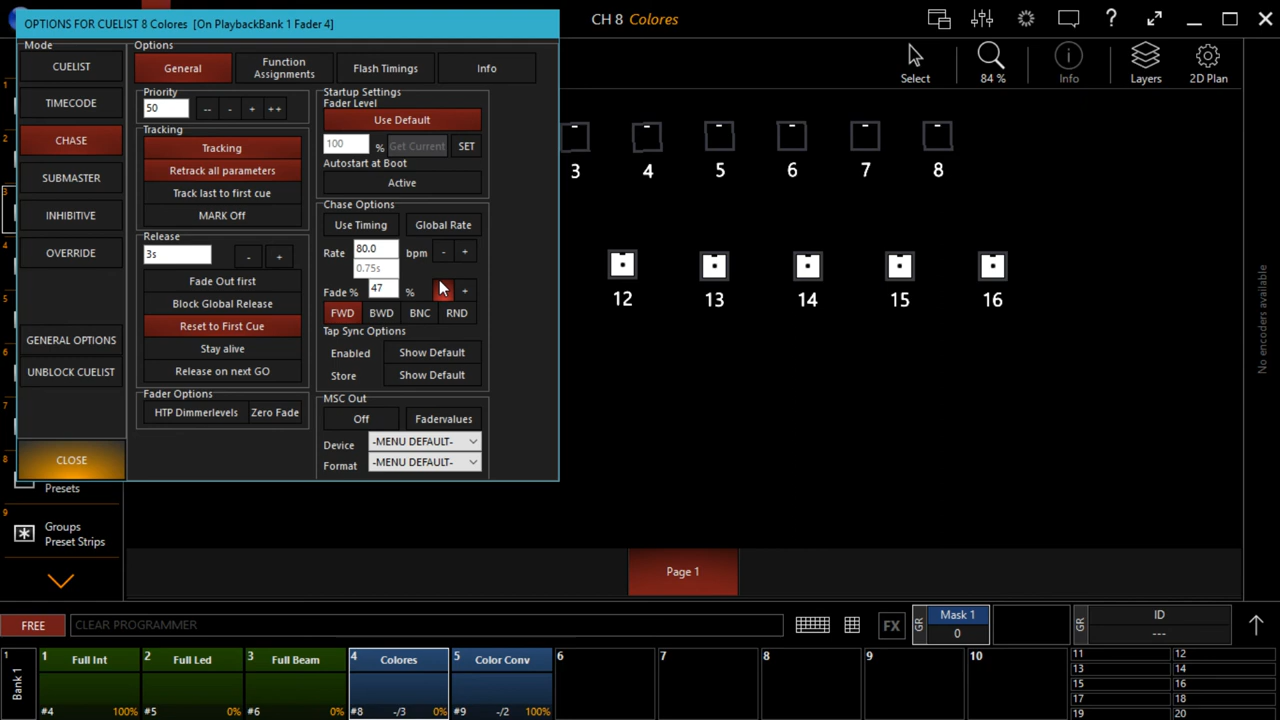 OPTIONS FOR CUELIST 8 Colores [On PlaybackBank 1 Fader 4]
CH 8 Colores
Mode
CUELIST
TIMECODE
CHASE
SUBMASTER
INHIBITIVE
OVERRIDE
GENERAL OPTIONS
UNBLOCK CUELIST
CLOSE
Options
General
Function Assignments
Flash Timings
Info
Priority
50
-- - + ++
Tracking
Tracking
Retrack all parameters
Track last to first cue
MARK Off
Release
3s
- +
Fade Out first
Block Global Release
Reset to First Cue
Stay alive
Release on next GO
Fader Options
HTP Dimmerlevels
Zero Fade
Startup Settings
Fader Level
Use Default
100 % Get Current SET
Autostart at Boot
Active
Chase Options
Use Timing
Global Rate
Rate 80.0 bpm - +
0.75s
Fade % 47 % +
FWD BWD BNC RND
Tap Sync Options
Enabled Show Default
Store Show Default
MSC Out
Off Fadervalues
Device -MENU DEFAULT-
Format -MENU DEFAULT-
Select
84 %
Info
Layers
2D Plan
3 4 5 6 7 8
12 13 14 15 16
No encoders available
1
2
3
4
5
6
7
8
Presets
9
Groups
Preset Strips
Page 1
FREE
CLEAR PROGRAMMER
FX
GR
Mask 1
0
GR
ID
---
1
Bank 1
1 Full Int
#4 100%
2 Full Led
#5 0%
3 Full Beam
#6 0%
4 Colores
#8 -/3 0%
5 Color Conv
#9 -/2 100%
6
7
8
9
10
11 12
13 14
15 16
17 18
19 20